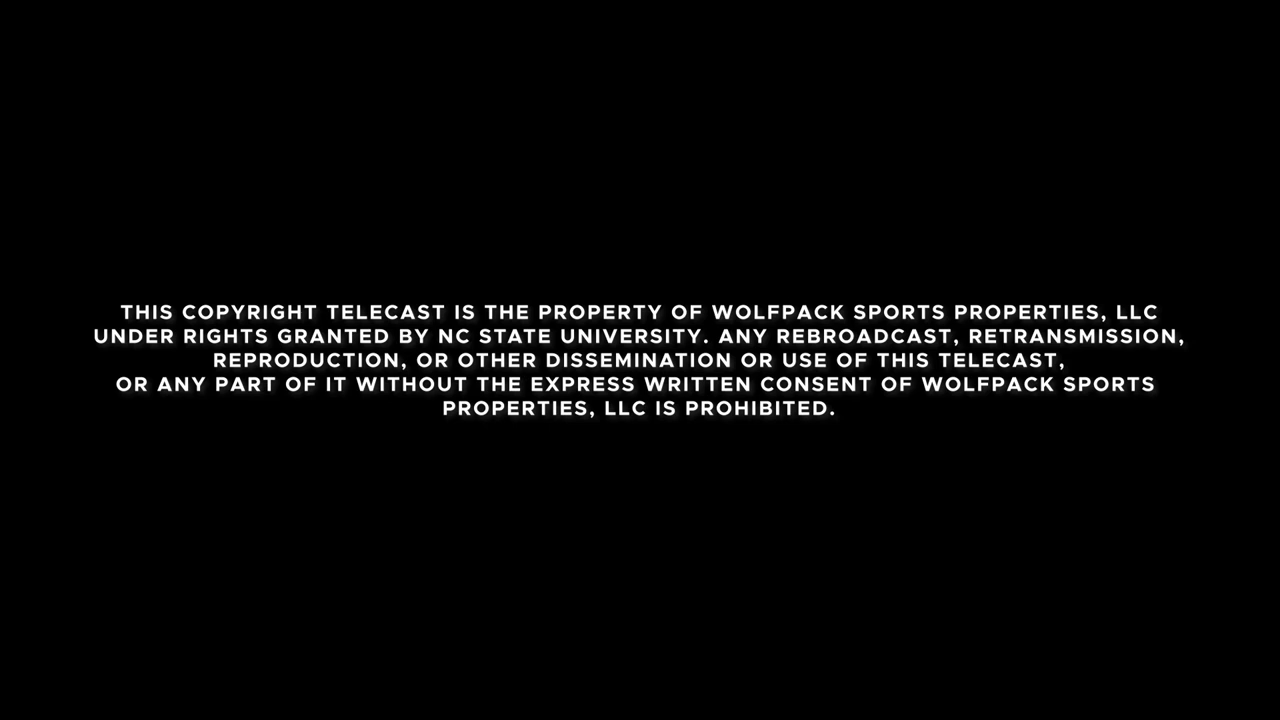 THIS COPYRIGHT TELECAST IS THE PROPERTY OF WOLFPACK SPORTS PROPERTIES, LLC
UNDER RIGHTS GRANTED BY NC STATE UNIVERSITY. ANY REBROADCAST, RETRANSMISSION,
REPRODUCTION, OR OTHER DISSEMINATION OR USE OF THIS TELECAST,
OR ANY PART OF IT WITHOUT THE EXPRESS WRITTEN CONSENT OF WOLFPACK SPORTS
PROPERTIES, LLC IS PROHIBITED.